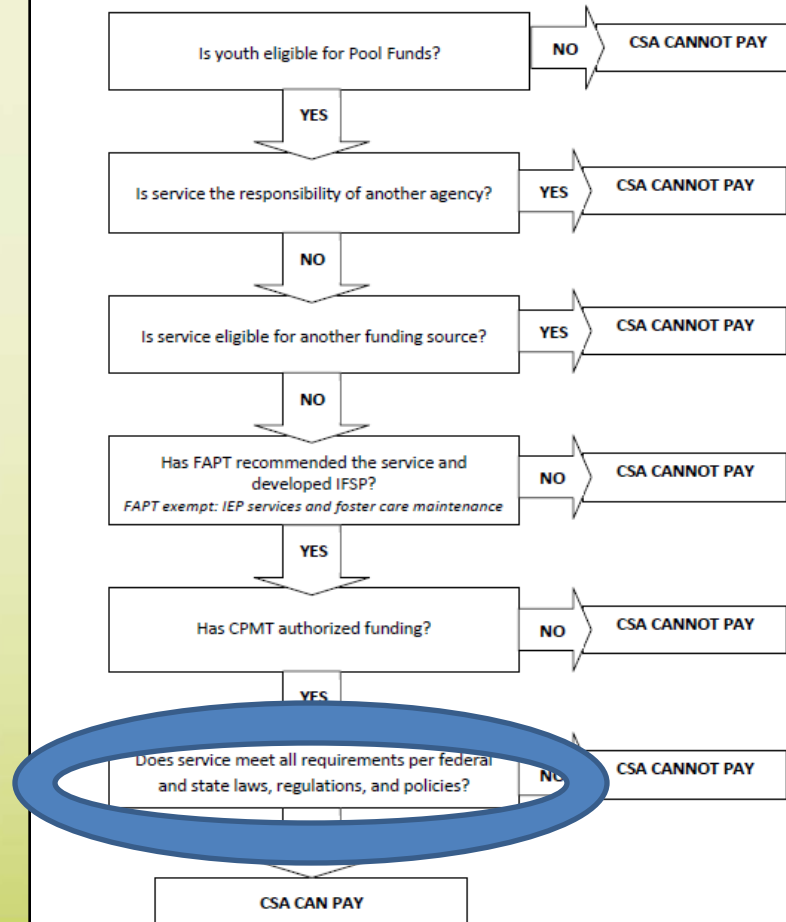 Is youth eligible for Pool Funds?
NO
CSA CANNOT PAY
YES
Is service the responsibility of another agency?
YES
CSA CANNOT PAY
NO
Is service eligible for another funding source?
YES
CSA CANNOT PAY
NO
Has FAPT recommended the service and
developed IFSP?
FAPT exempt: IEP services and foster care maintenance
NO
CSA CANNOT PAY
YES
Has CPMT authorized funding?
NO
CSA CANNOT PAY
YES
Does service meet all requirements per federal
and state laws, regulations, and policies?
NO
CSA CANNOT PAY
CSA CAN PAY